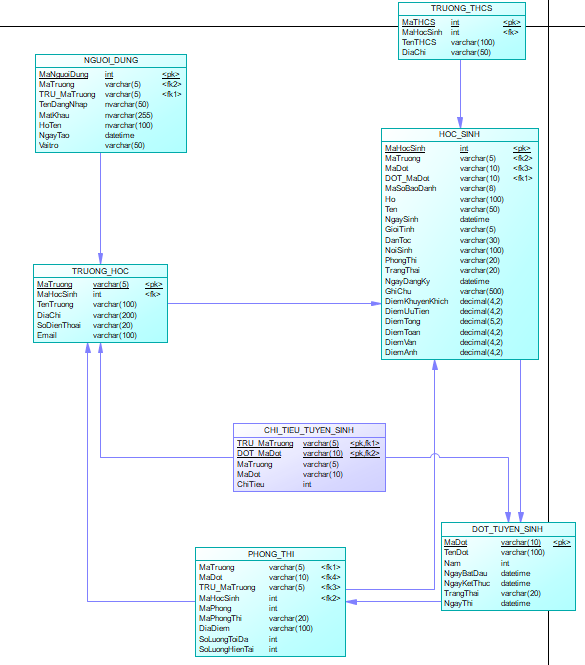 TRUONG_THCS
MaTHCS int <pk>
MaHocSinh int <fk>
TenTHCS varchar(100)
DiaChi varchar(50)
NGUOI_DUNG
MaNguoiDung int <pk>
MaTruong varchar(5) <fk2>
TRU_MaTruong varchar(5) <fk1>
TenDangNhap nvarchar(50)
MatKhau nvarchar(255)
HoTen nvarchar(100)
NgayTao datetime
Vaitro varchar(50)
HOC_SINH
MaHocSinh int <pk>
MaTruong varchar(5) <fk2>
MaDot varchar(10) <fk3>
DOT_MaDot varchar(10) <fk1>
MaSoBaoDanh varchar(8)
Ho varchar(100)
Ten varchar(50)
NgaySinh datetime
GioiTinh varchar(5)
DanToc varchar(30)
NoiSinh varchar(100)
PhongThi varchar(20)
TrangThai varchar(20)
NgayDangKy datetime
GhiChu varchar(500)
DiemKhuyenKhich decimal(4,2)
DiemUuTien decimal(4,2)
DiemTong decimal(5,2)
DiemToan decimal(4,2)
DiemVan decimal(4,2)
DiemAnh decimal(4,2)
TRUONG_HOC
MaTruong varchar(5) <pk>
MaHocSinh int <fk>
TenTruong varchar(100)
DiaChi varchar(200)
SoDienThoai varchar(20)
Email varchar(100)
CHI_TIEU_TUYEN_SINH
TRU_MaTruong varchar(5) <pk,fk1>
DOT_MaDot varchar(10) <pk,fk2>
MaTruong varchar(5)
MaDot varchar(10)
ChiTieu int
DOT_TUYEN_SINH
MaDot varchar(10) <pk>
TenDot varchar(100)
Nam int
NgayBatDau datetime
NgayKetThuc datetime
TrangThai varchar(20)
NgayThi datetime
PHONG_THI
MaTruong varchar(5) <fk1>
MaDot varchar(10) <fk4>
TRU_MaTruong varchar(5) <fk3>
MaHocSinh int <fk2>
MaPhong int
MaPhongThi varchar(20)
DiaDiem varchar(100)
SoLuongToiDa int
SoLuongHienTai int